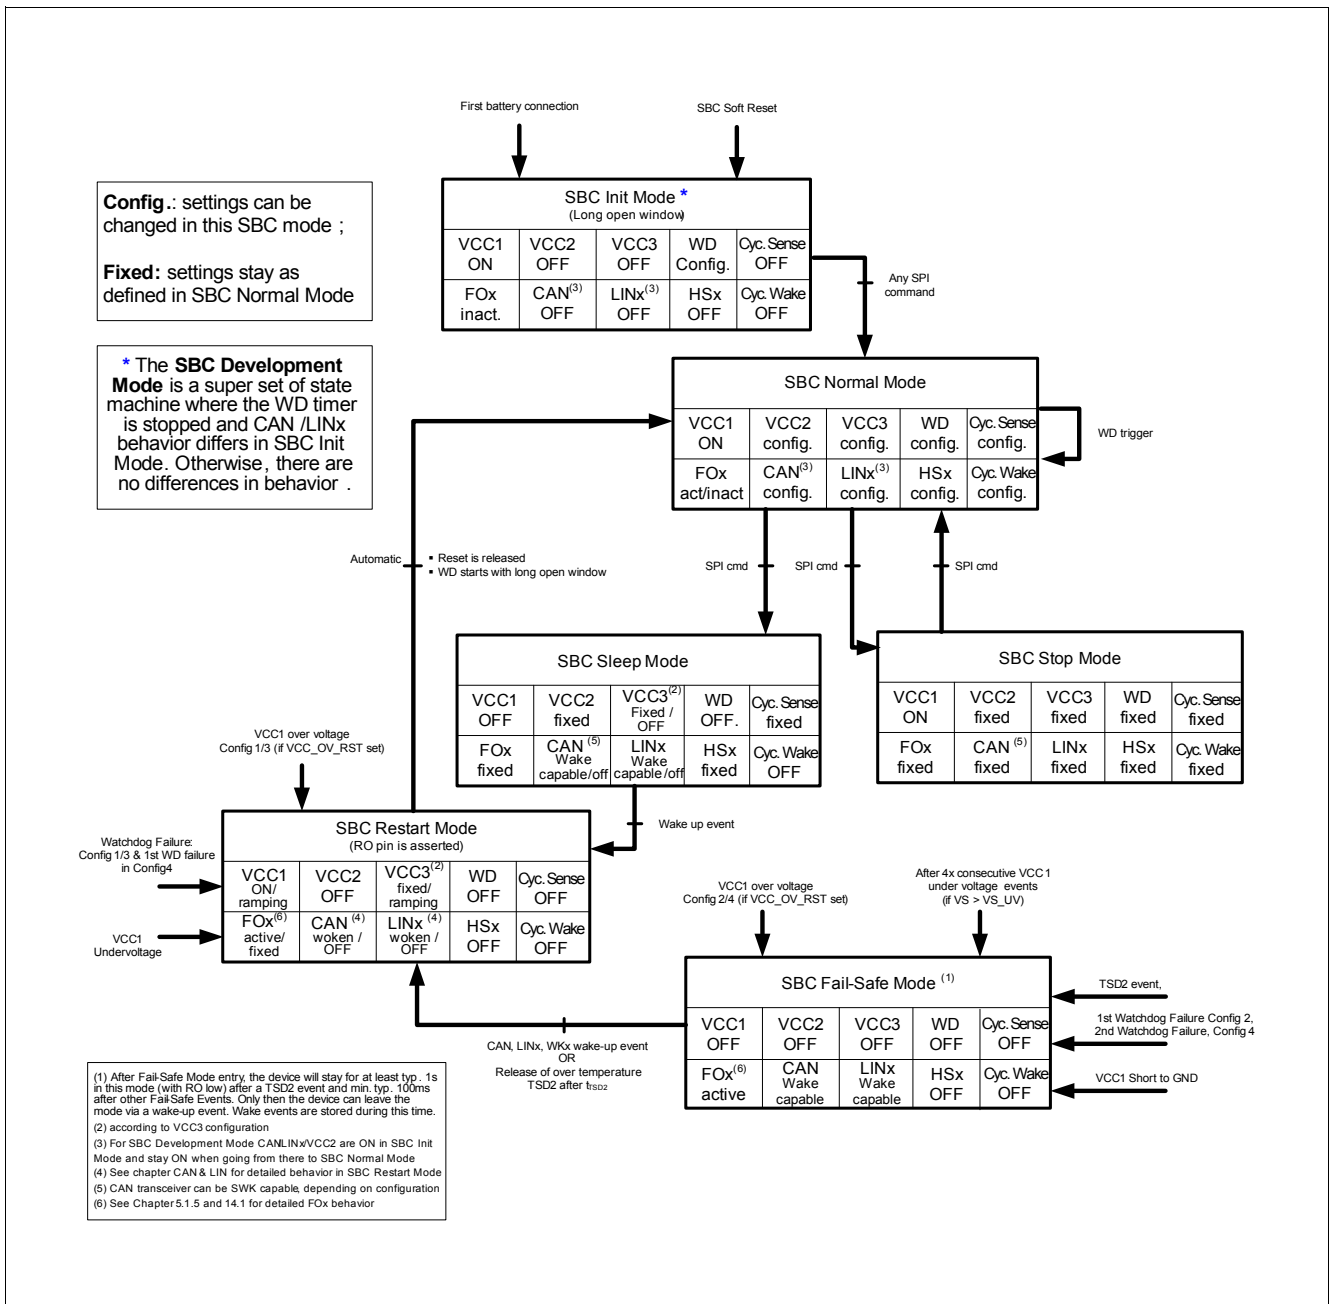 First battery connection
SBC Soft Reset
Config.: settings can be
changed in this SBC mode ;
Fixed: settings stay as
defined in SBC Normal Mode
* The SBC Development
Mode is a super set of state
machine where the WD timer
is stopped and CAN /LINx
behavior differs in SBC Init
Mode. Otherwise, there are
no differences in behavior .
SBC Init Mode *
(Long open window)
VCC1 VCC2 VCC3 WD Cyc. Sense
ON OFF OFF Config. OFF
FOx CAN(3) LINx(3) HSx Cyc. Wake
inact. OFF OFF OFF OFF
Any SPI
command
SBC Normal Mode
VCC1 VCC2 VCC3 WD Cyc. Sense
ON config. config. config. config.
FOx CAN(3) LINx(3) HSx Cyc. Wake
act/inact config. config. config. config.
WD trigger
Automatic
▪ Reset is released
▪ WD starts with long open window
SPI cmd
SPI cmd
SPI cmd
SBC Sleep Mode
VCC1 VCC2 VCC3(2) WD Cyc. Sense
OFF fixed Fixed / OFF OFF. fixed
FOx CAN (5) LINx HSx Cyc. Wake
fixed Wake capable/off Wake capable/off fixed OFF
SBC Stop Mode
VCC1 VCC2 VCC3 WD Cyc. Sense
ON fixed fixed fixed fixed
FOx CAN (5) LINx HSx Cyc. Wake
fixed fixed fixed fixed fixed
VCC1 over voltage
Config 1/3 (if VCC_OV_RST set)
Wake up event
Watchdog Failure:
Config 1/3 & 1st WD failure
in Config4
VCC1
Undervoltage
SBC Restart Mode
(RO pin is asserted)
VCC1 VCC2 VCC3(2) WD Cyc. Sense
ON/ ramping OFF fixed/ ramping OFF OFF
FOx(6) CAN (4) LINx (4) HSx Cyc. Wake
active/ fixed woken / OFF woken / OFF OFF OFF
VCC1 over voltage
Config 2/4 (if VCC_OV_RST set)
After 4x consecutive VCC1
under voltage events
(if VS > VS_UV)
SBC Fail-Safe Mode (1)
VCC1 VCC2 VCC3 WD Cyc. Sense
OFF OFF OFF OFF OFF
FOx(6) CAN LINx HSx Cyc. Wake
active Wake capable Wake capable OFF OFF
TSD2 event,
1st Watchdog Failure Config 2,
2nd Watchdog Failure, Config 4
VCC1 Short to GND
CAN, LINx, WKx wake-up event
OR
Release of over temperature
TSD2 after tTSD2
(1) After Fail-Safe Mode entry, the device will stay for at least typ. 1s
in this mode (with RO low) after a TSD2 event and min. typ. 100ms
after other Fail-Safe Events. Only then the device can leave the
mode via a wake-up event. Wake events are stored during this time.
(2) according to VCC3 configuration
(3) For SBC Development Mode CAN/LINx/VCC2 are ON in SBC Init
Mode and stay ON when going from there to SBC Normal Mode
(4) See chapter CAN & LIN for detailed behavior in SBC Restart Mode
(5) CAN transceiver can be SWK capable, depending on configuration
(6) See Chapter 5.1.5 and 14.1 for detailed FOx behavior